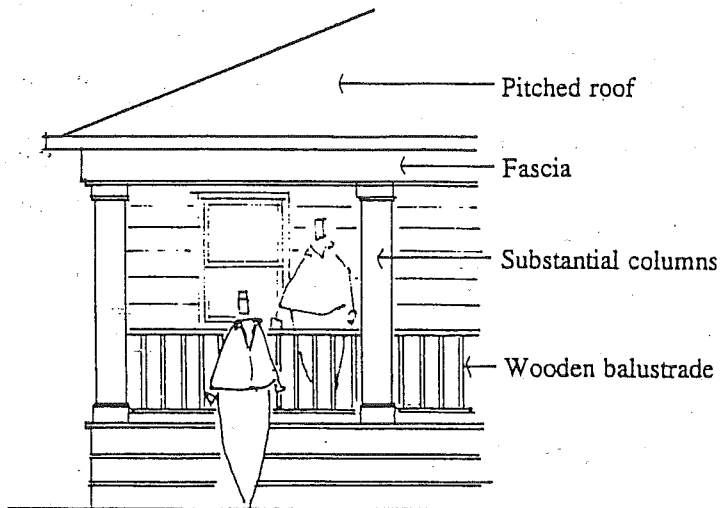 Pitched roof
Fascia
Substantial columns
Wooden balustrade